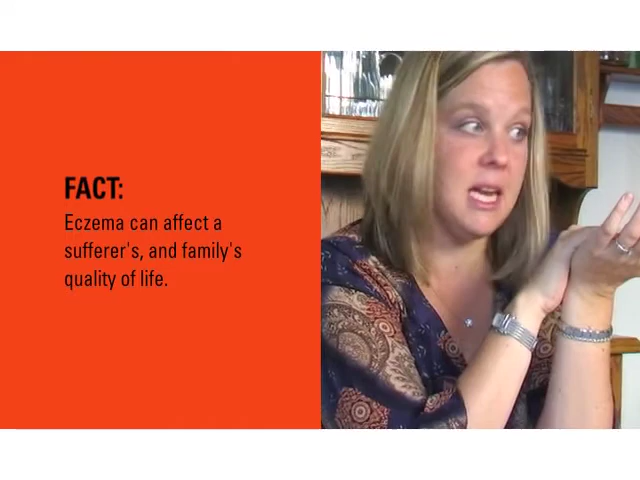 FACT:
Eczema can affect a
sufferer's, and family's
quality of life.